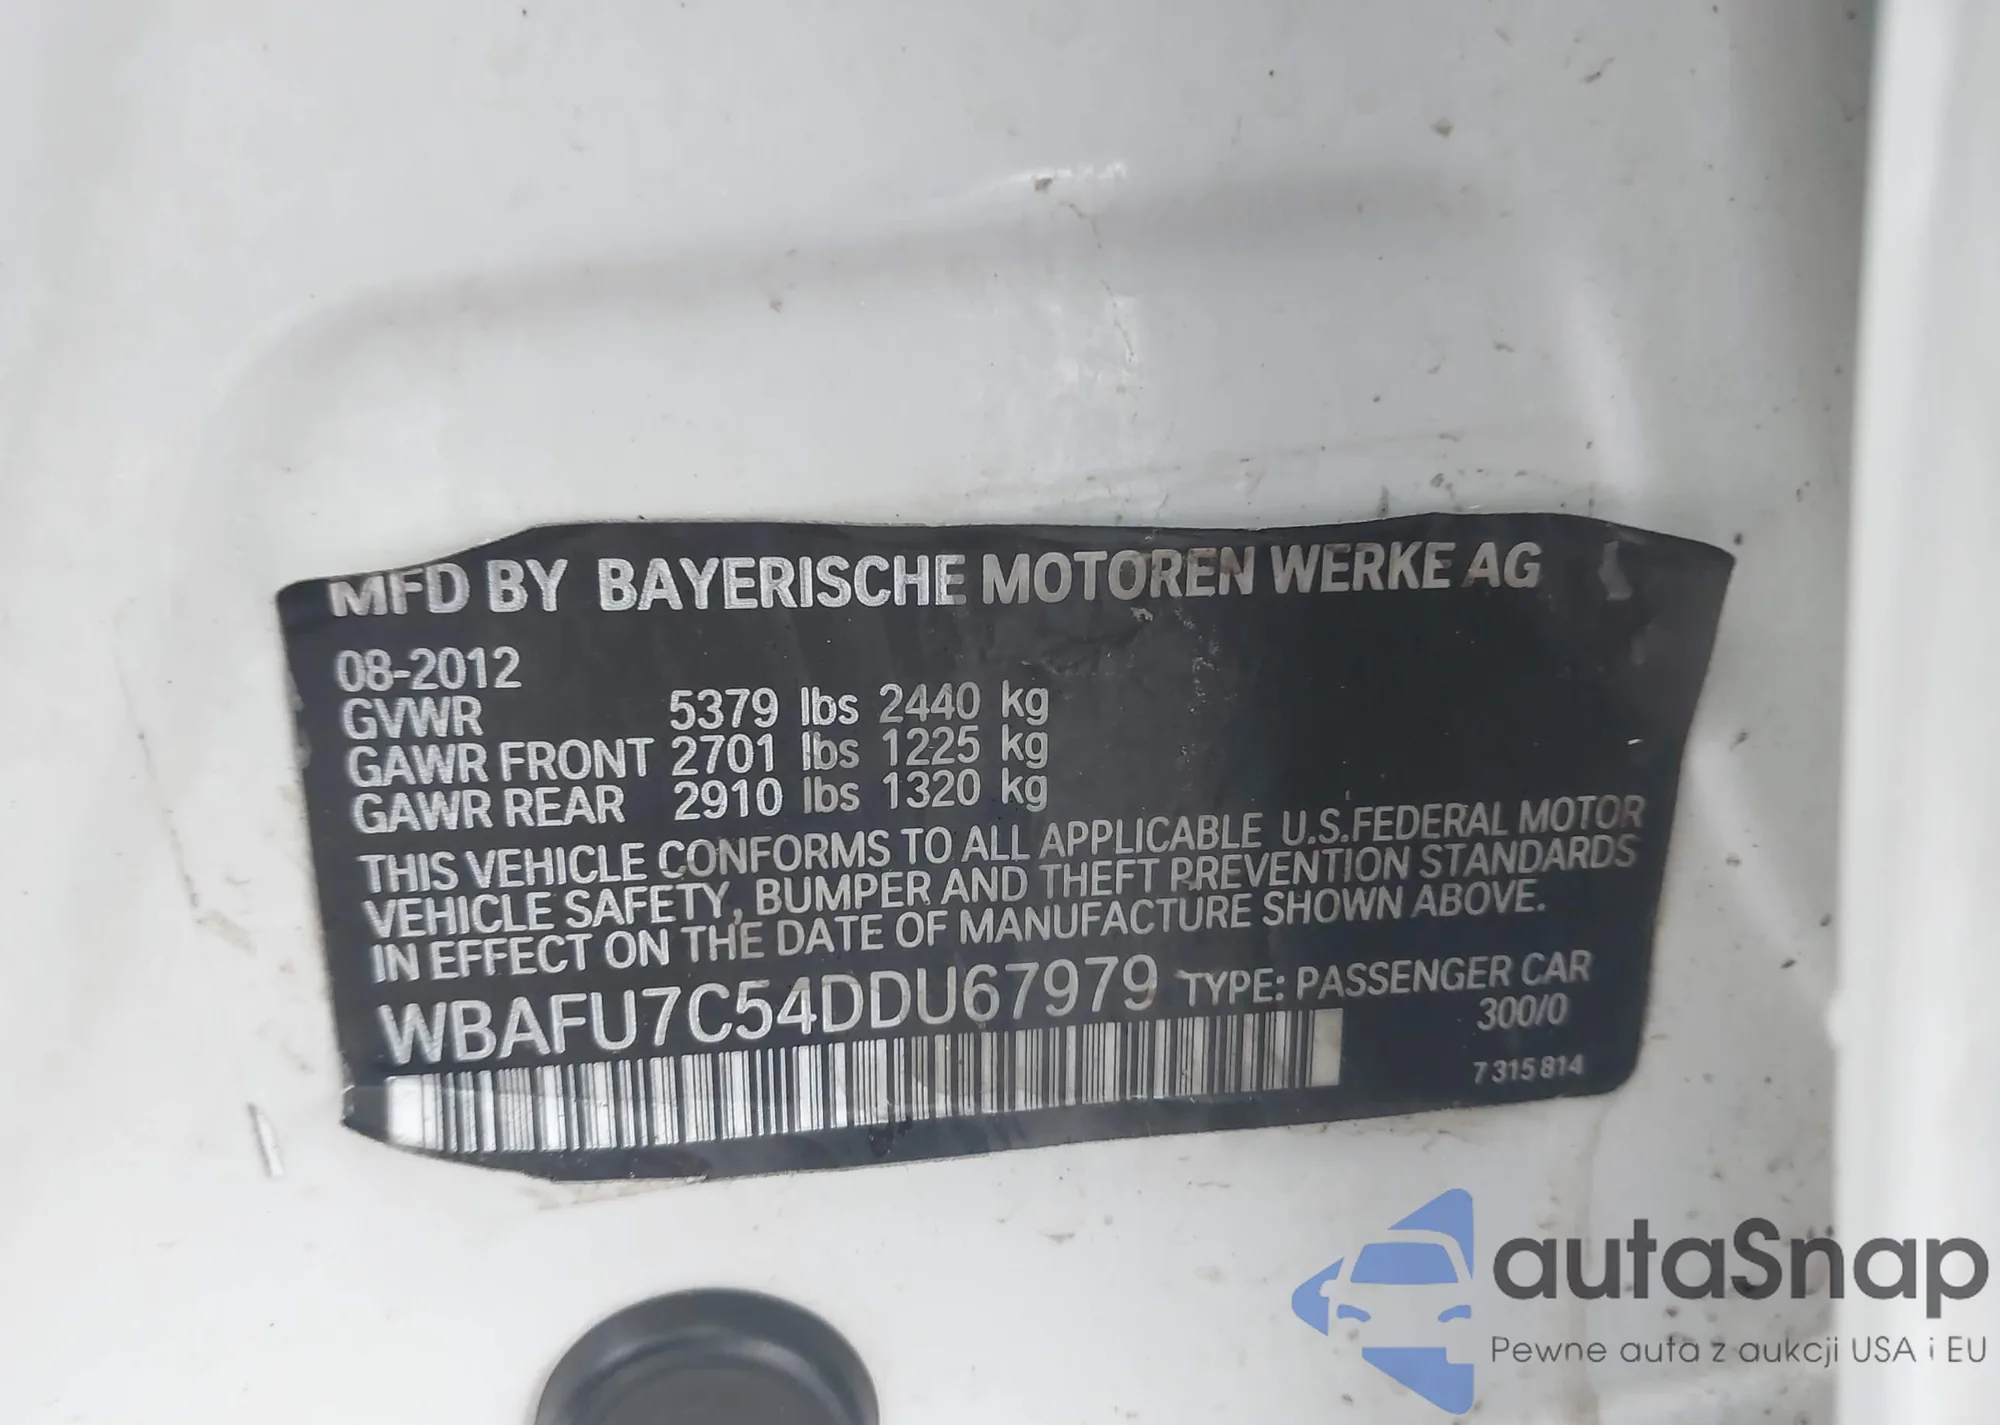 MFD BY BAYERISCHE MOTOREN WERKE AG
08-2012
GVWR 5379 lbs 2440 kg
GAWR FRONT 2701 lbs 1225 kg
GAWR REAR 2910 lbs 1320 kg
THIS VEHICLE CONFORMS TO ALL APPLICABLE U.S.FEDERAL MOTOR
VEHICLE SAFETY, BUMPER AND THEFT PREVENTION STANDARDS
IN EFFECT ON THE DATE OF MANUFACTURE SHOWN ABOVE.
WBAFU7C54DDU67979 TYPE: PASSENGER CAR
300/0
7 315 814
autaSnap
Pewne auta z aukcji USA i EU